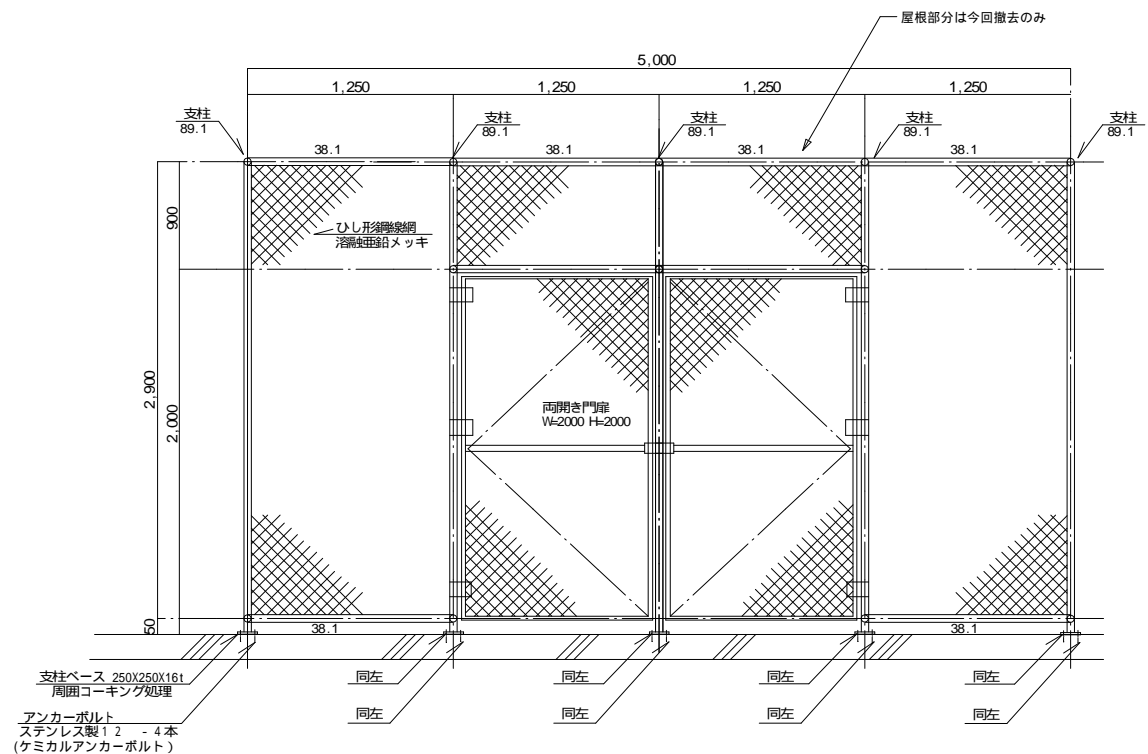 屋根部分は今回撤去のみ
5,000
1,250
1,250
1,250
1,250
支柱
89.1
支柱
89.1
支柱
89.1
支柱
89.1
支柱
89.1
38.1
38.1
38.1
38.1
900
ひし形鋼線網
溶融亜鉛メッキ
2,900
2,000
両開き門扉
W=2000 H=2000
50
38.1
38.1
支柱ベース 250X250X16t
周囲コーキング処理
同左
同左
同左
同左
アンカーボルト
ステンレス製12 - 4本
(ケミカルアンカーボルト)
同左
同左
同左
同左